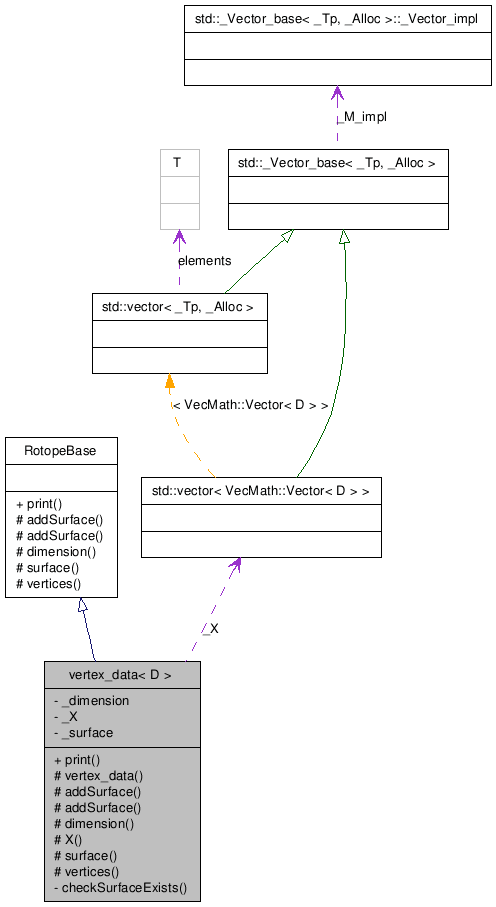 std::_Vector_base< _Tp, _Alloc >::_Vector_impl
_M_impl
T
std::_Vector_base< _Tp, _Alloc >
elements
std::vector< _Tp, _Alloc >
< VecMath::Vector< D > >
RotopeBase
+ print()
# addSurface()
# addSurface()
# dimension()
# surface()
# vertices()
std::vector< VecMath::Vector< D > >
_X
vertex_data< D >
- _dimension
- _X
- _surface
+ print()
# vertex_data()
# addSurface()
# addSurface()
# dimension()
# X()
# surface()
# vertices()
- checkSurfaceExists()